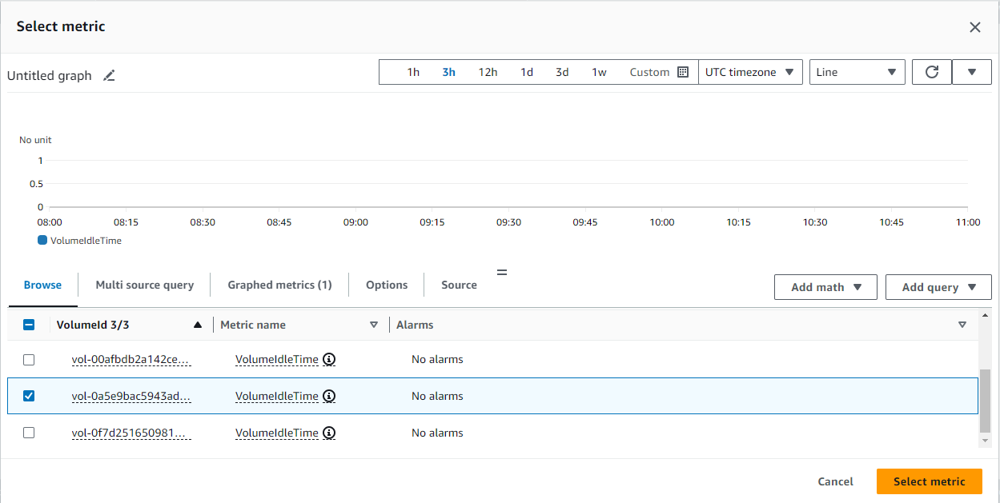 Select metric
Untitled graph
1h 3h 12h 1d 3d 1w Custom UTC timezone Line
No unit
1
0.5
0
08:00 08:15 08:30 08:45 09:00 09:15 09:30 09:45 10:00 10:15 10:30 10:45 11:00
VolumeIdleTime
Browse Multi source query Graphed metrics (1) Options Source Add math Add query
VolumeId 3/3 Metric name Alarms
vol-00afbdb2a142ce... VolumeIdleTime No alarms
vol-0a5e9bac5943ad... VolumeIdleTime No alarms
vol-0f7d251650981... VolumeIdleTime No alarms
Cancel Select metric